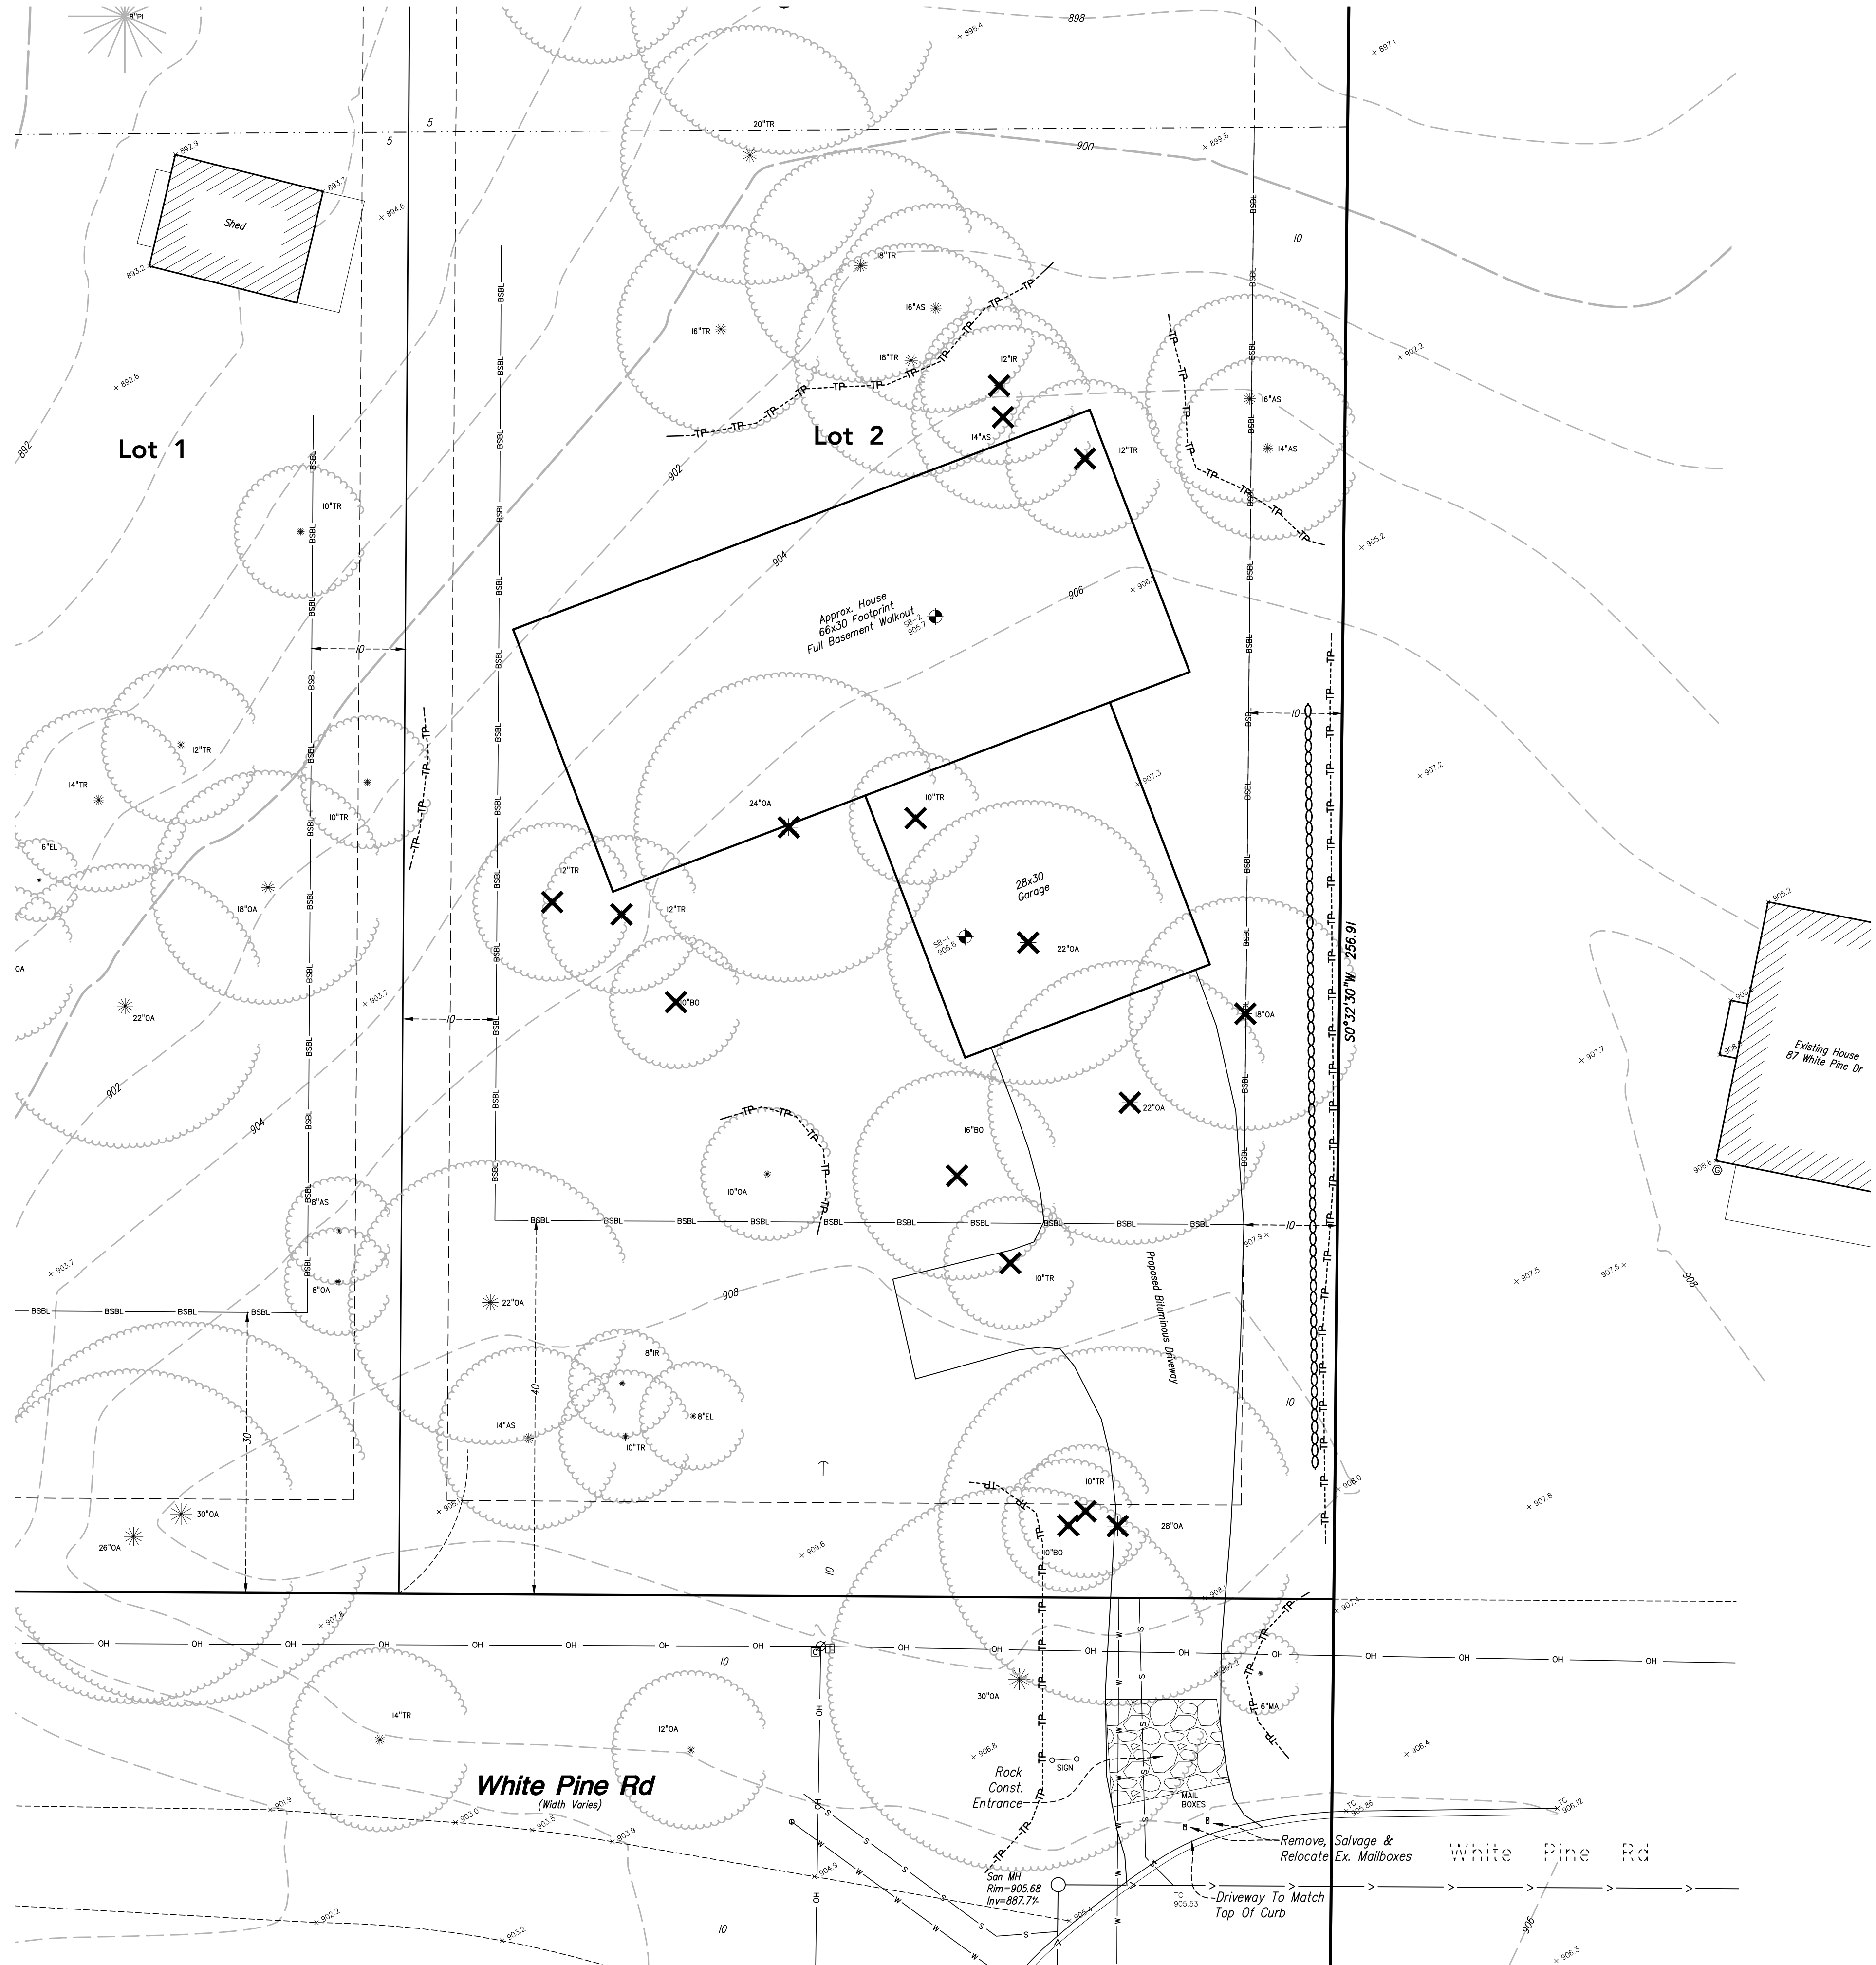 8"PI
898
898.4
897.1
5
5
20"TR
892.9
893.7
900
899.8
Shed
894.6
893.2
10
18"TR
16"AS
16"TR
18"TR
12"IR
902.2
892.8
16"AS
Lot 1
892
Lot 2
14"AS
12"TR
14"AS
902
10"TR
905.2
904
906
Approx. House
66x30 Footprint
Full Basement Walkout
SB-2
905.7
10
10
12"TR
14"TR
907.3
907.2
24"OA
10"TR
10"TR
6"EL
12"TR
28x30
Garage
905.2
18"OA
12"TR
S0°32'30"W 256.91
SB-1
906.8
22"OA
OA
903.7
10"BO
22"OA
10
18"OA
Existing House
87 White Pine Dr
907.7
902
22"OA
904
16"BO
908.6
G
8"AS
10"OA
BSBL
10
907.9
903.7
10"TR
Proposed Bituminous Driveway
907.5
907.6
908
8"OA
22"OA
908
8"IR
40
10
14"AS
8"EL
30
10"TR
TP
10"TR
908.0
907.8
908.1
30"OA
28"OA
26"OA
10"BO
909.6
10
908.1
907.4
907.8
OH
10
907.2
30"OA
6"MA
14"TR
12"OA
906.8
906.4
SIGN
Rock
Const.
Entrance
White Pine Rd
(Width Varies)
MAIL
BOXES
TC
905.86
TC
906.12
901.9
903.0
903.5
903.9
Remove, Salvage &
Relocate Ex. Mailboxes
White Pine Rd
904.9
San MH
Rim=905.68
Inv=887.7±
TC
905.53
Driveway To Match
Top Of Curb
902.2
903.2
10
905.4
906
906.3